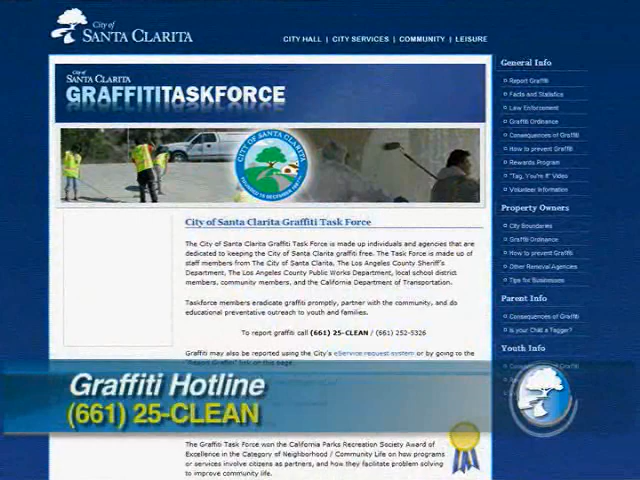 City of
SANTA CLARITA
CITY HALL | CITY SERVICES | COMMUNITY | LEISURE
City of
SANTA CLARITA
GRAFFITITASKFORCE
CITY OF SANTA CLARITA
City of Santa Clarita Graffiti Task Force
The City of Santa Clarita Graffiti Task Force is made up individuals and agencies that are
dedicated to keeping the City of Santa Clarita graffiti free. The Task Force is made up of
staff members from The City of Santa Clarita, The Los Angeles County Sheriff's
Department, The Los Angeles County Public Works Department, local school district
members, community members, and the California Department of Transportation.
Taskforce members eradicate graffiti promptly, partner with the community, and do
educational preventative outreach to youth and families.
To report graffiti call (661) 25-CLEAN / (661) 252-5326
Graffiti may also be reported using the City's eService request system or by going to the
"Report Graffiti" link on this page.
Graffiti Hotline
(661) 25-CLEAN
The Graffiti Task Force won the California Parks Recreation Society Award of
Excellence in the Category of Neighborhood / Community Life on how programs
or services involve citizens as partners, and how they facilitate problem solving
to improve community life.
General Info
Report Graffiti
Facts and Statistics
Law Enforcement
Graffiti Ordinance
Consequences of Graffiti
How to prevent Graffiti
Rewards Program
"Tag, You're It" Video
Volunteer Information
Property Owners
City Boundaries
Graffiti Ordinance
How to prevent Graffiti
Other Removal Agencies
Tips for Businesses
Parent Info
Consequences of Graffiti
Is your Child a Tagger?
Youth Info
Consequences of Graffiti